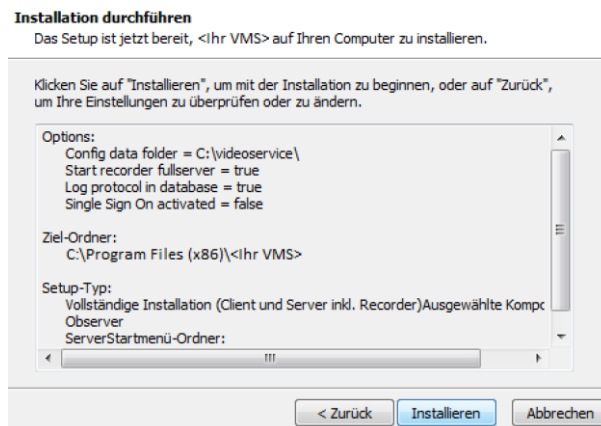 Installation durchführen
Das Setup ist jetzt bereit, <Ihr VMS> auf Ihren Computer zu installieren.
Klicken Sie auf "Installieren", um mit der Installation zu beginnen, oder auf "Zurück",
um Ihre Einstellungen zu überprüfen oder zu ändern.
Options:
Config data folder = C:\videoservice\
Start recorder fullserver = true
Log protocol in database = true
Single Sign On activated = false
Ziel-Ordner:
C:\Program Files (x86)\<Ihr VMS>
Setup-Typ:
Vollständige Installation (Client und Server inkl. Recorder)Ausgewählte Kompc
Observer
ServerStartmenü-Ordner:
< Zurück
Installieren
Abbrechen